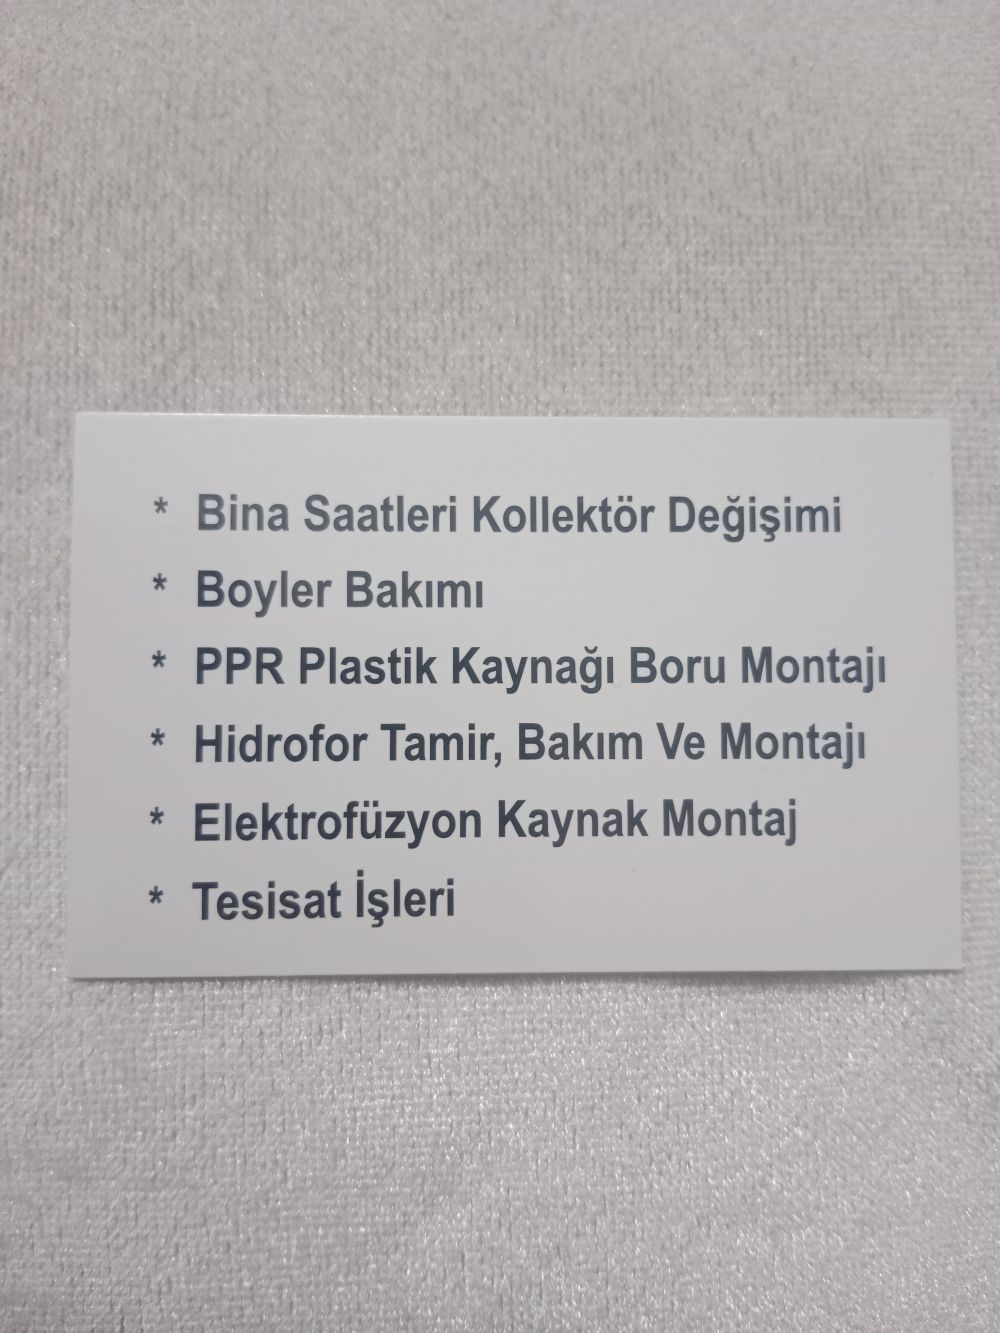 * Bina Saatleri Kollektör Değişimi
* Boyler Bakımı
* PPR Plastik Kaynağı Boru Montajı
* Hidrofor Tamir, Bakım Ve Montajı
* Elektrofüzyon Kaynak Montaj
* Tesisat İşleri